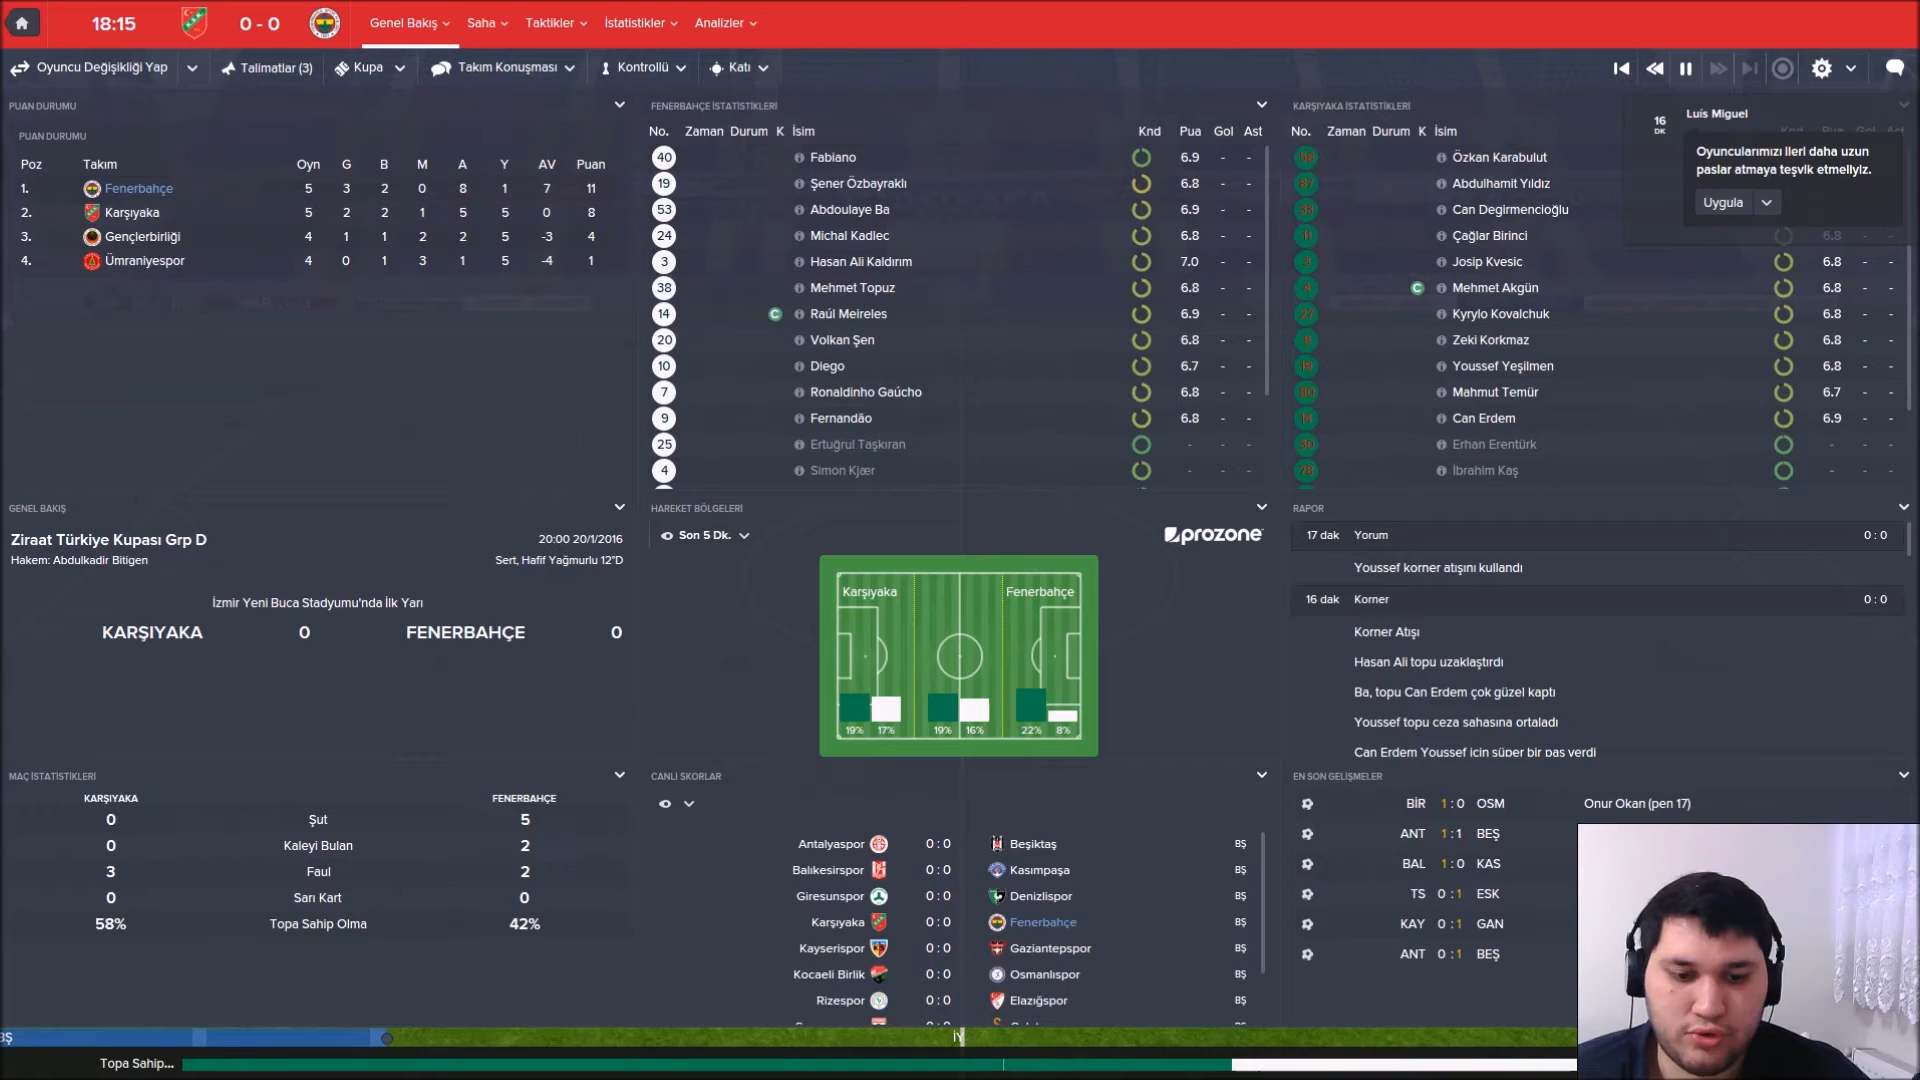 18:15
0 - 0
Genel Bakış
Saha
Taktikler
İstatistikler
Analizler
Oyuncu Değişikliği Yap
Talimatlar (3)
Kupa
Takım Konuşması
Kontrollü
Katı
PUAN DURUMU
PUAN DURUMU
Poz Takım Oyn G B M A Y AV Puan
1. Fenerbahçe 5 3 2 0 8 1 7 11
2. Karşıyaka 5 2 2 1 5 5 0 8
3. Gençlerbirliği 4 1 1 2 2 5 -3 4
4. Ümraniyespor 4 0 1 3 1 5 -4 1
FENERBAHÇE İSTATİSTİKLERİ
No. Zaman Durum K İsim Knd Pua Gol Ast
40 Fabiano 6.9 - -
19 Şener Özbayraklı 6.8 - -
53 Abdoulaye Ba 6.9 - -
24 Michal Kadlec 6.8 - -
3 Hasan Ali Kaldırım 7.0 - -
38 Mehmet Topuz 6.8 - -
14 C Raúl Meireles 6.9 - -
20 Volkan Şen 6.8 - -
10 Diego 6.7 - -
7 Ronaldinho Gaúcho 6.8 - -
9 Fernandão 6.8 - -
25 Ertuğrul Taşkıran - - -
4 Simon Kjær - - -
KARŞIYAKA İSTATİSTİKLERİ
No. Zaman Durum K İsim
Özkan Karabulut
Abdulhamit Yıldız
Can Degirmencioğlu
Çağlar Birinci 6.8 - -
Josip Kvesic 6.8 - -
C Mehmet Akgün 6.8 - -
Kyrylo Kovalchuk 6.8 - -
Zeki Korkmaz 6.8 - -
Youssef Yeşilmen 6.8 - -
Mahmut Temür 6.7 - -
Can Erdem 6.9 - -
Erhan Erentürk - - -
İbrahim Kaş - - -
16 DK
Luís Miguel
Oyuncularımızı ileri daha uzun
paslar atmaya teşvik etmeliyiz.
Uygula
GENEL BAKIŞ
Ziraat Türkiye Kupası Grp D
20:00 20/1/2016
Hakem: Abdulkadir Bitigen
Sert, Hafif Yağmurlu 12°D
İzmir Yeni Buca Stadyumu'nda İlk Yarı
KARŞIYAKA 0 FENERBAHÇE 0
HAREKET BÖLGELERİ
Son 5 Dk.
prozone
Karşıyaka Fenerbahçe
19% 17% 19% 16% 22% 8%
RAPOR
17 dak Yorum 0 : 0
Youssef korner atışını kullandı
16 dak Korner 0 : 0
Korner Atışı
Hasan Ali topu uzaklaştırdı
Ba, topu Can Erdem çok güzel kaptı
Youssef topu ceza sahasına ortaladı
Can Erdem Youssef için süper bir pas verdi
MAÇ İSTATİSTİKLERİ
KARŞIYAKA FENERBAHÇE
0 Şut 5
0 Kaleyi Bulan 2
3 Faul 2
0 Sarı Kart 0
58% Topa Sahip Olma 42%
CANLI SKORLAR
Antalyaspor 0 : 0 Beşiktaş BŞ
Balıkesirspor 0 : 0 Kasımpaşa BŞ
Giresunspor 0 : 0 Denizlispor BŞ
Karşıyaka 0 : 0 Fenerbahçe BŞ
Kayserispor 0 : 0 Gaziantepspor BŞ
Kocaeli Birlik 0 : 0 Osmanlıspor BŞ
Rizespor 0 : 0 Elazığspor BŞ
EN SON GELİŞMELER
BİR 1 : 0 OSM Onur Okan (pen 17)
ANT 1 : 1 BEŞ
BAL 1 : 0 KAS
TS 0 : 1 ESK
KAY 0 : 1 GAN
ANT 0 : 1 BEŞ
BŞ
İY
Topa Sahip...